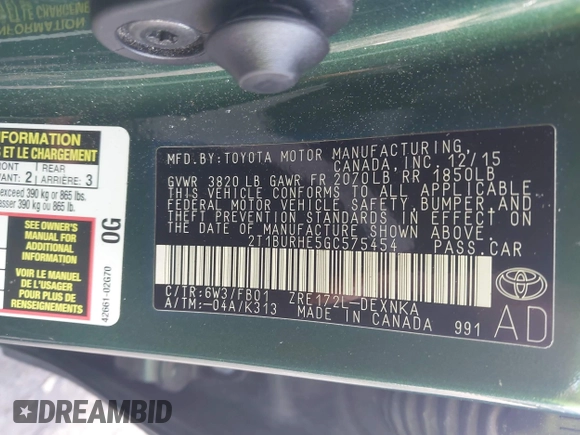 CHARGEMENT
INFORMATION
INFORMATION
ET LE CHARGEMENT
FRONT
AVANT: 2
REAR
ARRIÈRE: 3
exceed 390 kg or 865 lbs.
390 kg ou 865 lb.
SEE OWNER'S
MANUAL FOR
ADDITIONAL
INFORMATION
VOIR LE MANUEL
DE L'USAGER
POUR PLUS DE
RENSEIGNEMENTS
0G
42661-02G70
MFD.BY:TOYOTA MOTOR MANUFACTURING,
CANADA, INC. 12/15
GVWR 3820 LB GAWR FR 2070LB RR 1850LB
THIS VEHICLE CONFORMS TO ALL APPLICABLE
FEDERAL MOTOR VEHICLE SAFETY, BUMPER, AND
THEFT PREVENTION STANDARDS IN EFFECT ON
THE DATE OF MANUFACTURE SHOWN ABOVE.
2T1BURHE5GC575454 PASS.CAR
C/TR:6W3/FB01 ZRE172L-DEXNKA
A/TM:-04A/K313 MADE IN CANADA 991
AD
DREAMBID